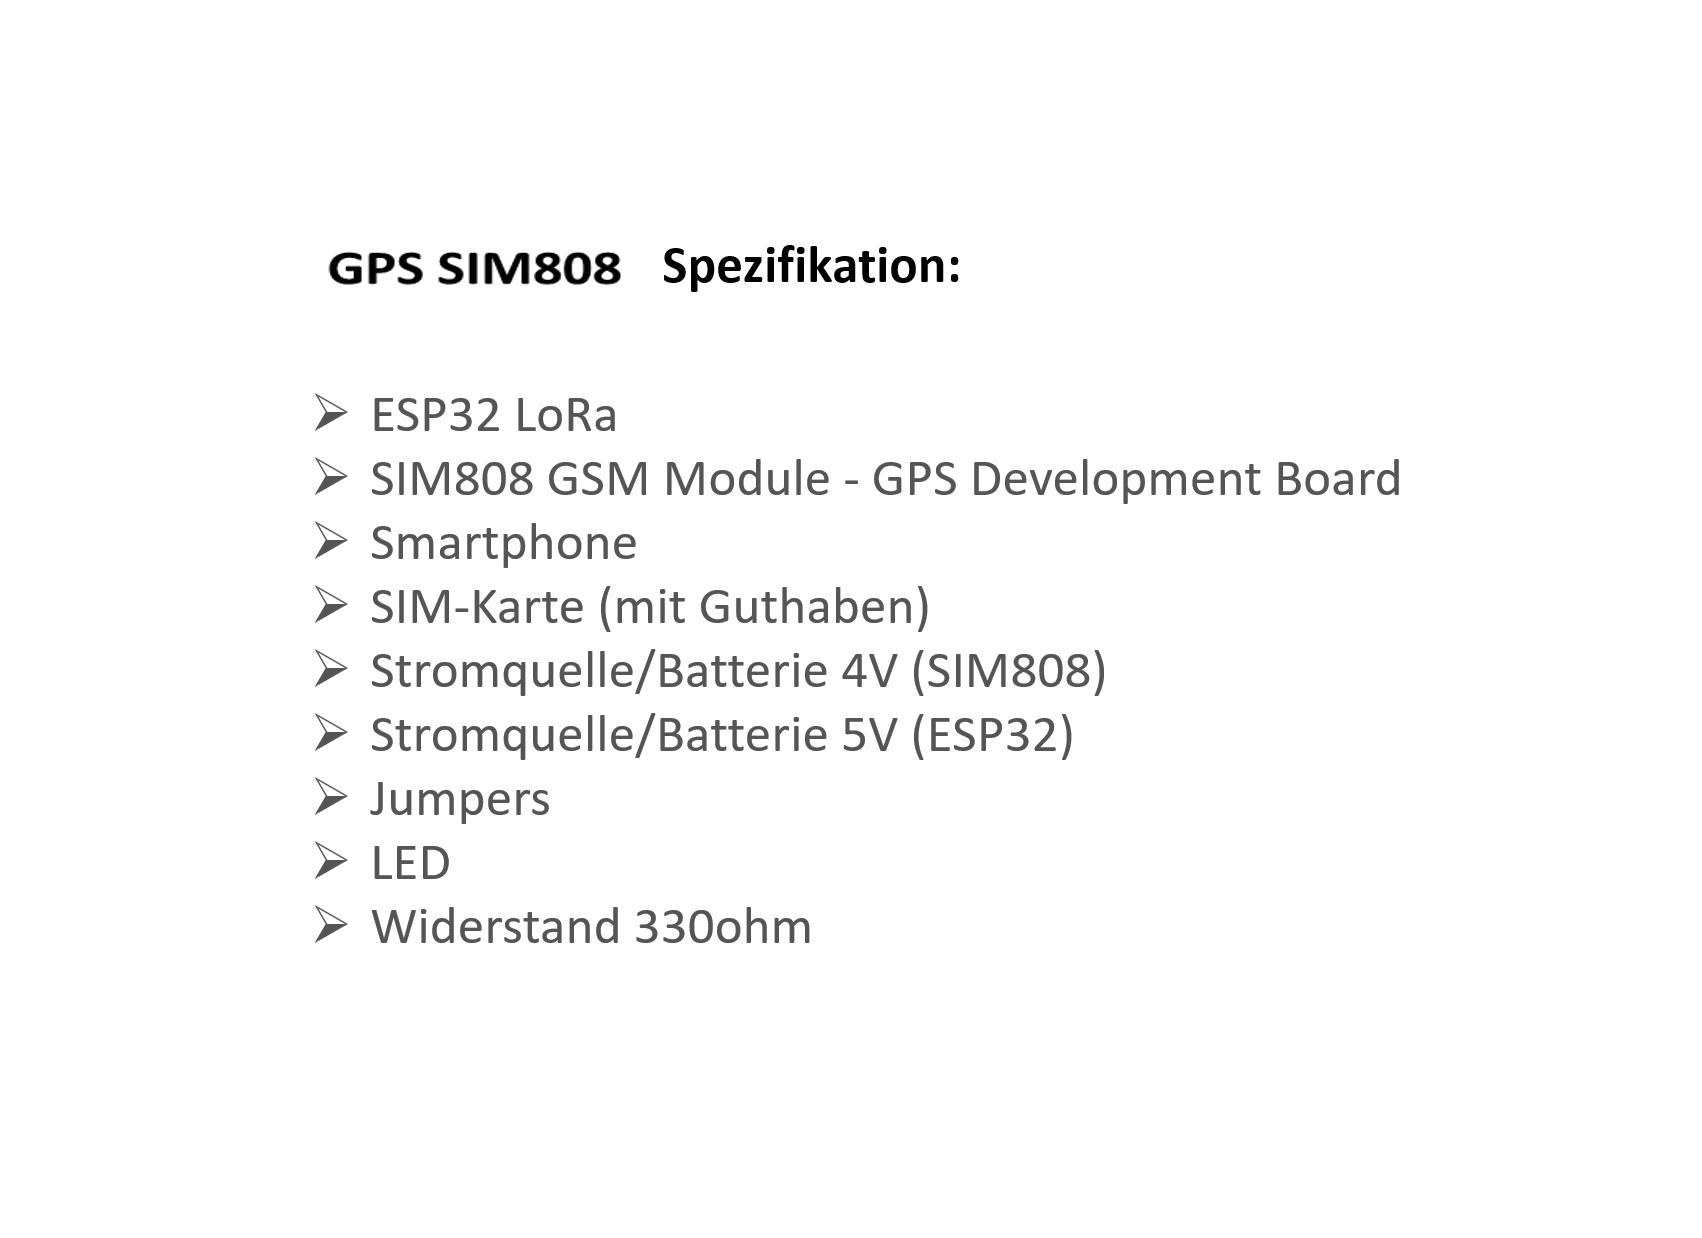 GPS SIM808 Spezifikation:
➢ ESP32 LoRa
➢ SIM808 GSM Module - GPS Development Board
➢ Smartphone
➢ SIM-Karte (mit Guthaben)
➢ Stromquelle/Batterie 4V (SIM808)
➢ Stromquelle/Batterie 5V (ESP32)
➢ Jumpers
➢ LED
➢ Widerstand 330ohm